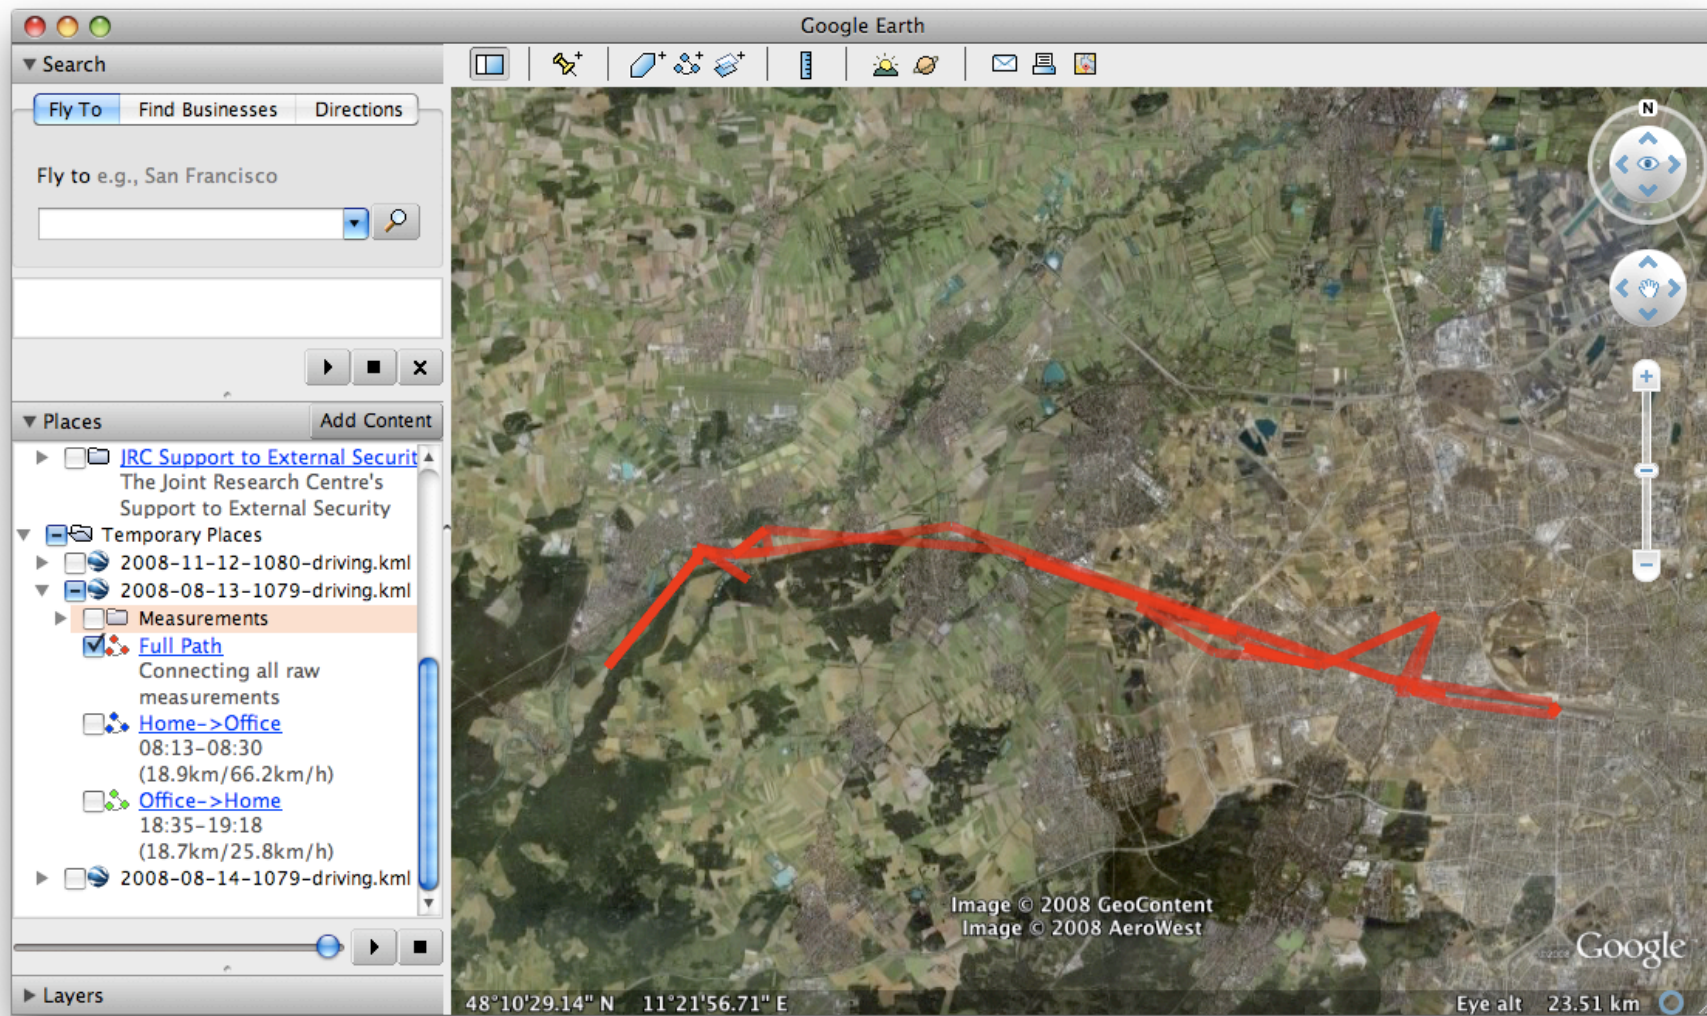 Google Earth
Search
Fly To
Find Businesses
Directions
Fly to e.g., San Francisco
Places
Add Content
JRC Support to External Securit
The Joint Research Centre's
Support to External Security
Temporary Places
2008-11-12-1080-driving.kml
2008-08-13-1079-driving.kml
Measurements
Full Path
Connecting all raw
measurements
Home->Office
08:13-08:30
(18.9km/66.2km/h)
Office->Home
18:35-19:18
(18.7km/25.8km/h)
2008-08-14-1079-driving.kml
Layers
N
Image © 2008 GeoContent
Image © 2008 AeroWest
©2008 Google
48°10'29.14" N 11°21'56.71" E
Eye alt 23.51 km